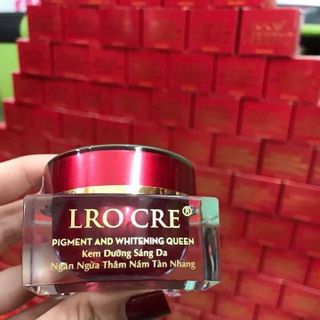 LRO'CRE®
PIGMENT AND WHITENING QUEEN
Kem Dưỡng Sáng Da
Ngăn Ngừa Thâm Nám Tàn Nhang